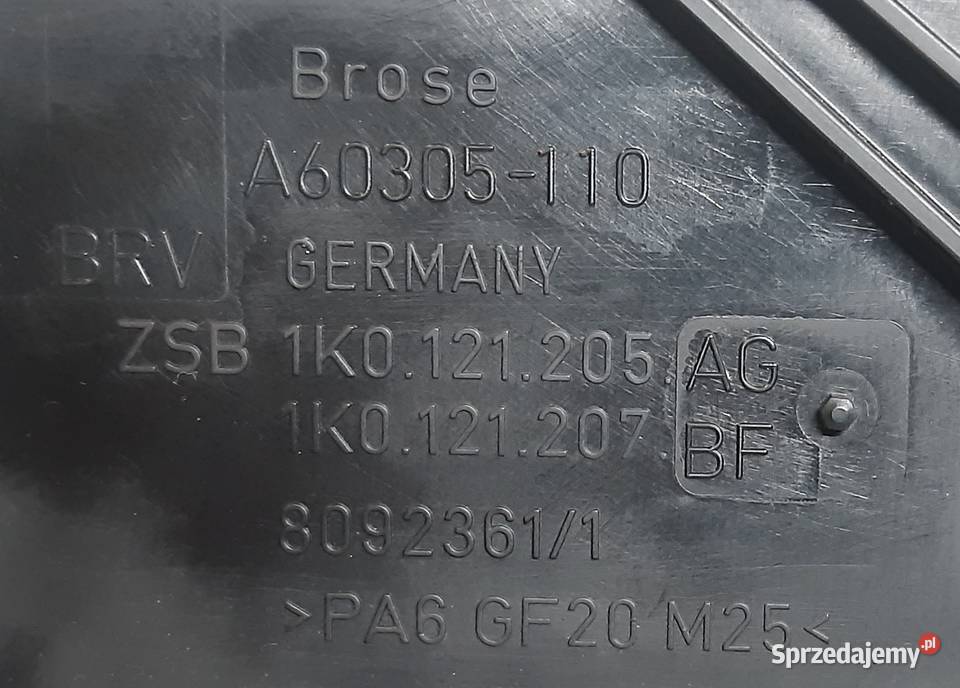 Brose
A60305-110
BRV GERMANY
ZSB 1K0.121.205.AG
1K0.121.207.BF
8092361/1
>PA6 GF20 M25<
Sprzedajemy.pl